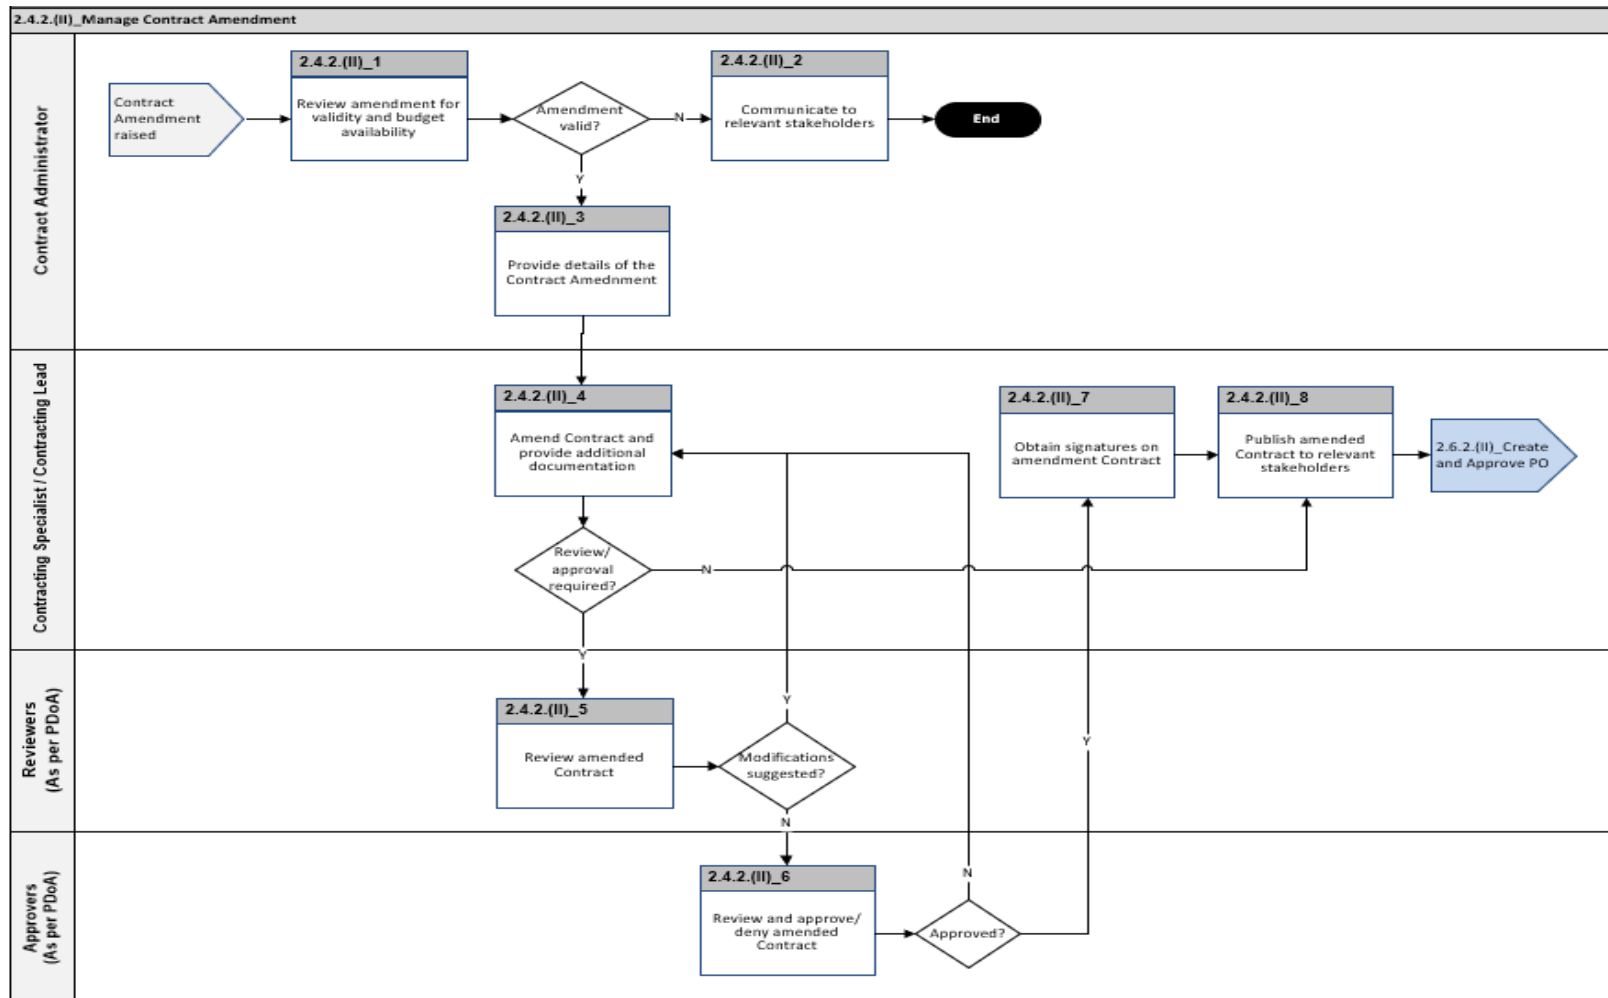 2.4.2.(II)_Manage Contract Amendment
Contract Administrator
Contract
Amendment
raised
2.4.2.(II)_1
Review amendment for
validity and budget
availability
Amendment
valid?
N
2.4.2.(II)_2
Communicate to
relevant stakeholders
End
Y
2.4.2.(II)_3
Provide details of the
Contract Amednment
Contracting Specialist / Contracting Lead
2.4.2.(II)_4
Amend Contract and
provide additional
documentation
2.4.2.(II)_7
Obtain signatures on
amendment Contract
2.4.2.(II)_8
Publish amended
Contract to relevant
stakeholders
2.6.2.(II)_Create
and Approve PO
Review/
approval
required?
N
Y
Reviewers
(As per PDoA)
2.4.2.(II)_5
Review amended
Contract
Y
Modifications
suggested?
Y
N
Approvers
(As per PDoA)
2.4.2.(II)_6
Review and approve/
deny amended
Contract
N
Approved?